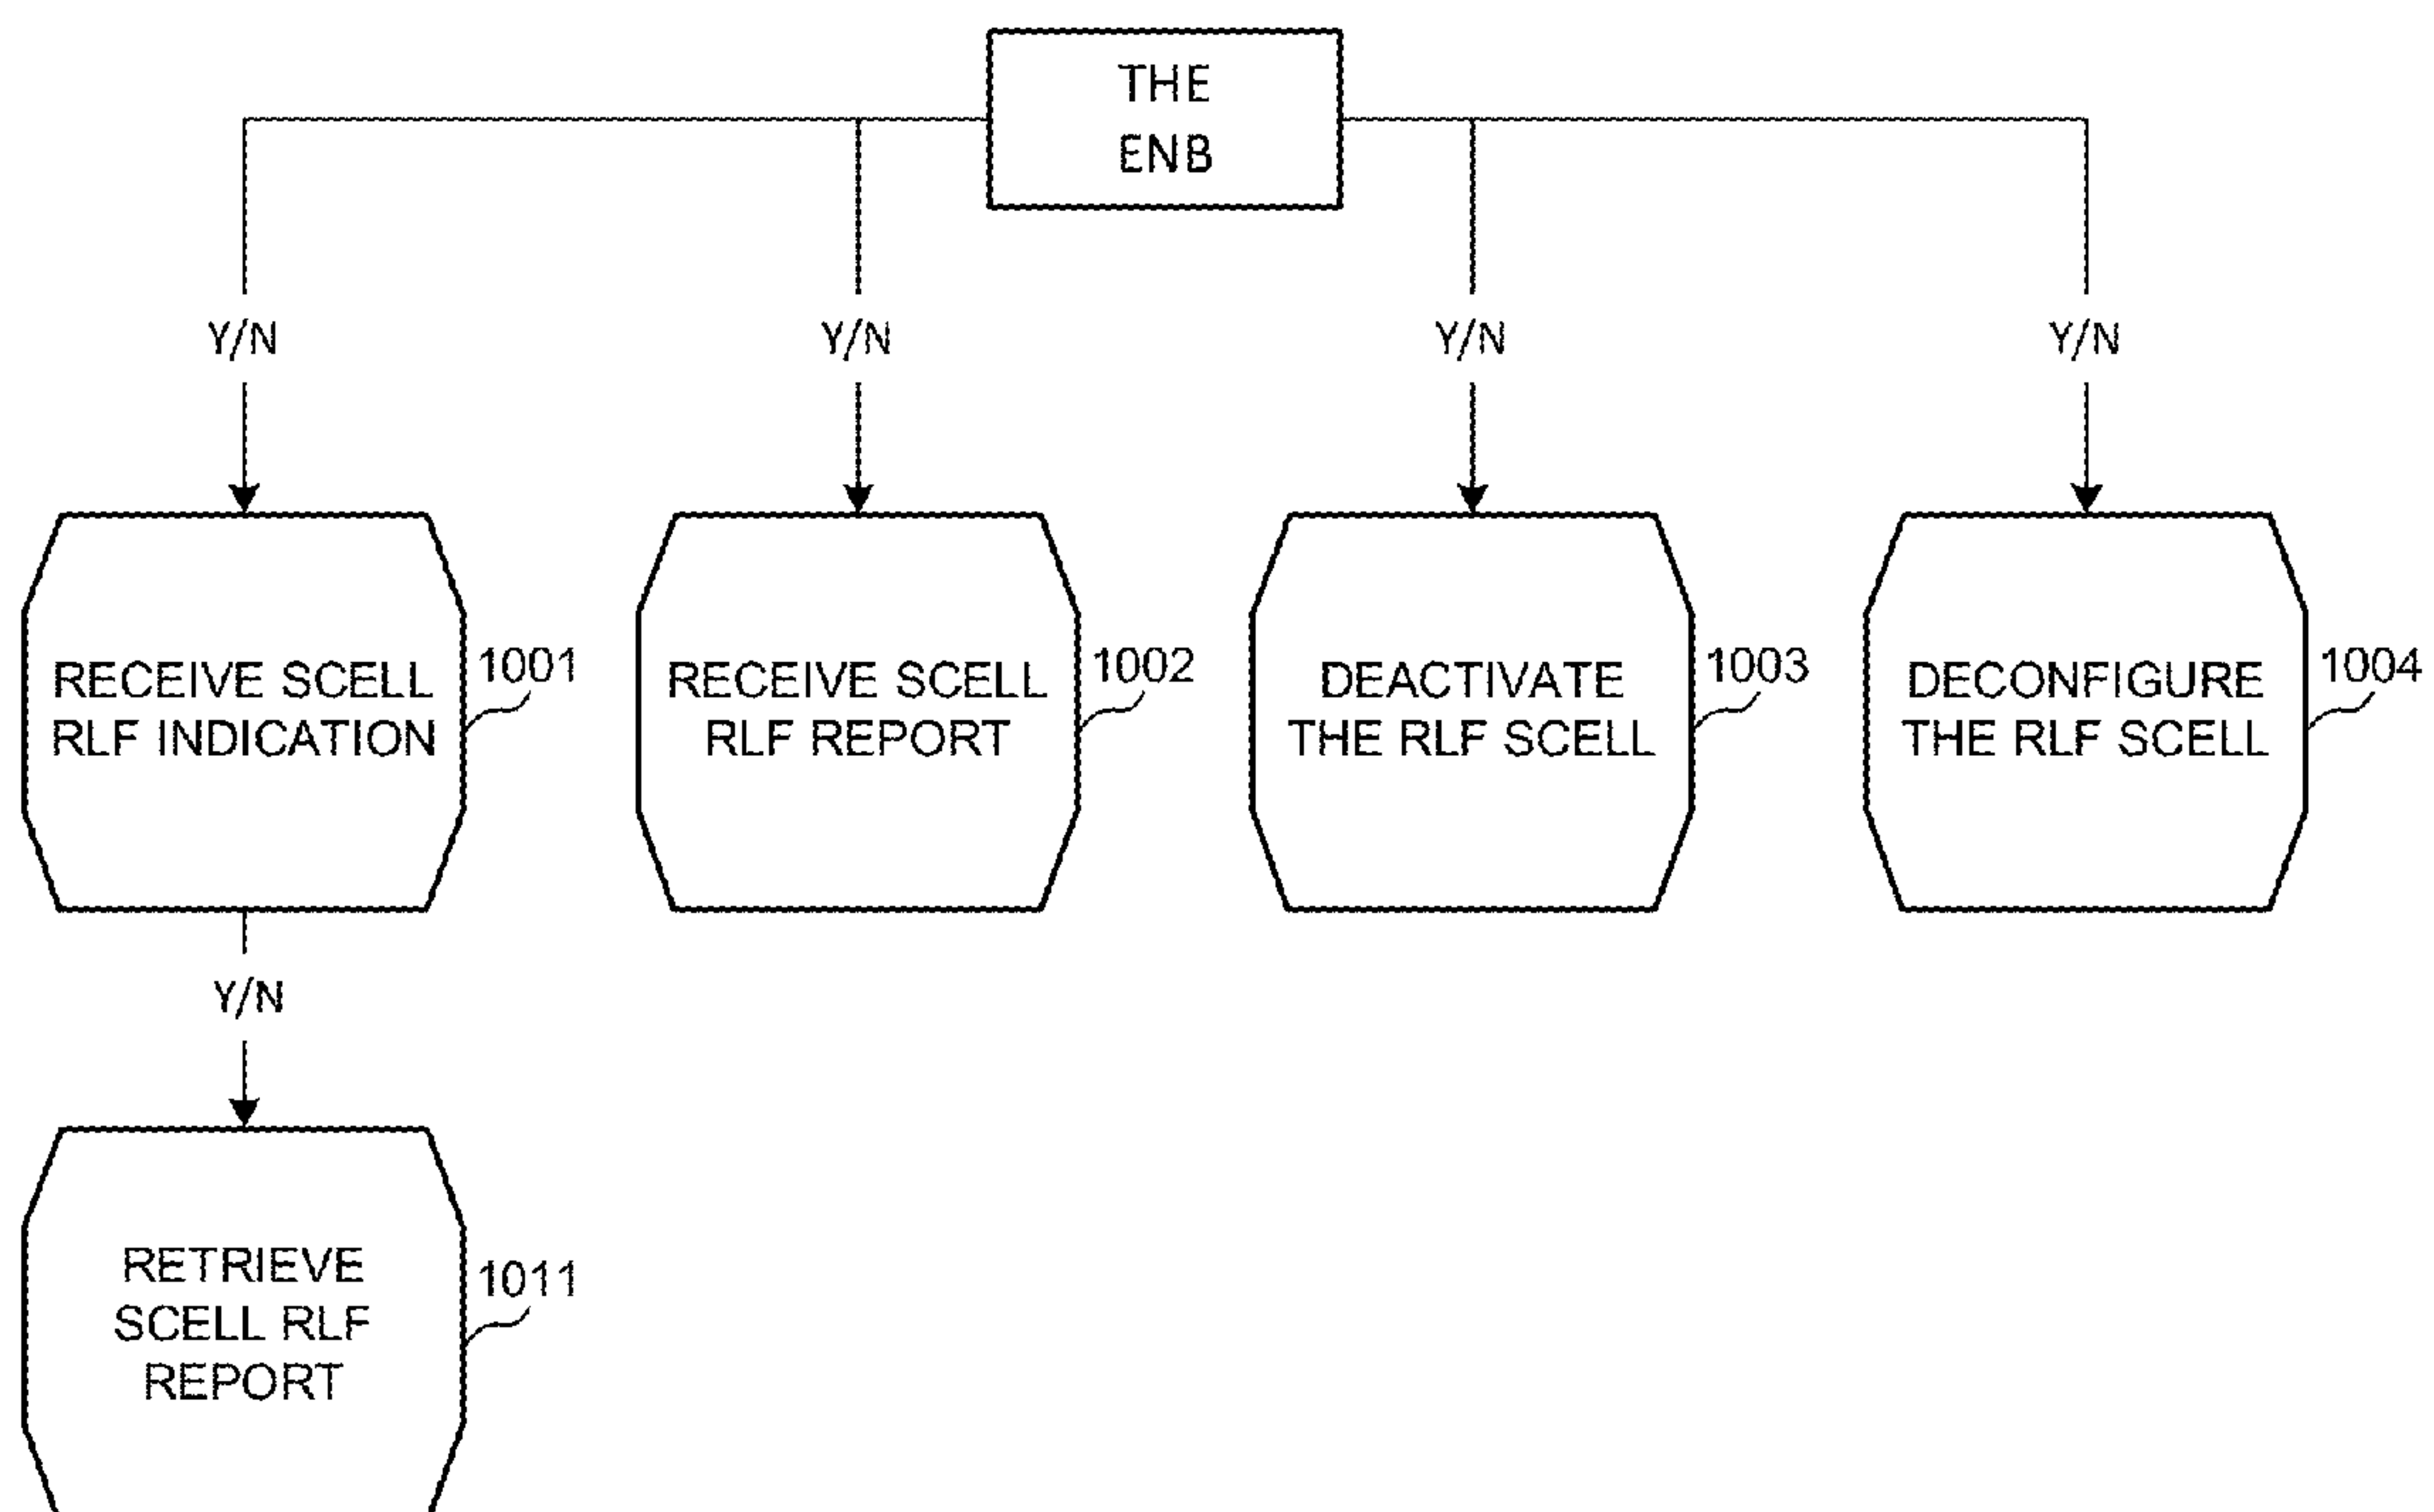 THE
ENB
Y/N
Y/N
Y/N
Y/N
RECEIVE SCELL
RLF INDICATION
1001
RECEIVE SCELL
RLF REPORT
1002
DEACTIVATE
THE RLF SCELL
1003
DECONFIGURE
THE RLF SCELL
1004
Y/N
RETRIEVE
SCELL RLF
REPORT
1011